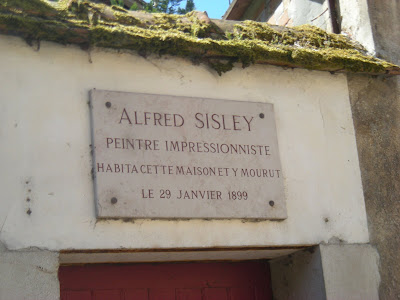 ALFRED SISLEY
PEINTRE IMPRESSIONNISTE
HABITA CETTE MAISON ET Y MOURUT
LE 29 JANVIER 1899